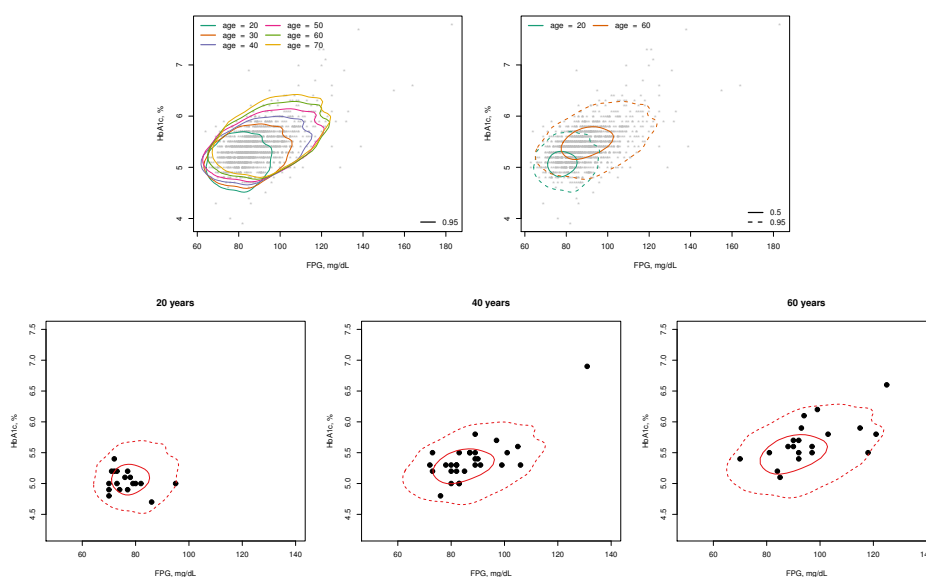 age = 20 age = 50
age = 30 age = 60
age = 40 age = 70
HbA1c, %
7
6
5
4
0.95
60 80 100 120 140 160 180
FPG, mg/dL
age = 20 age = 60
HbA1c, %
7
6
5
4
0.5
0.95
60 80 100 120 140 160 180
FPG, mg/dL
20 years
HbA1c, %
7.5
7.0
6.5
6.0
5.5
5.0
4.5
60 80 100 120 140
FPG, mg/dL
40 years
HbA1c, %
7.5
7.0
6.5
6.0
5.5
5.0
4.5
60 80 100 120 140
FPG, mg/dL
60 years
HbA1c, %
7.5
7.0
6.5
6.0
5.5
5.0
4.5
60 80 100 120 140
FPG, mg/dL